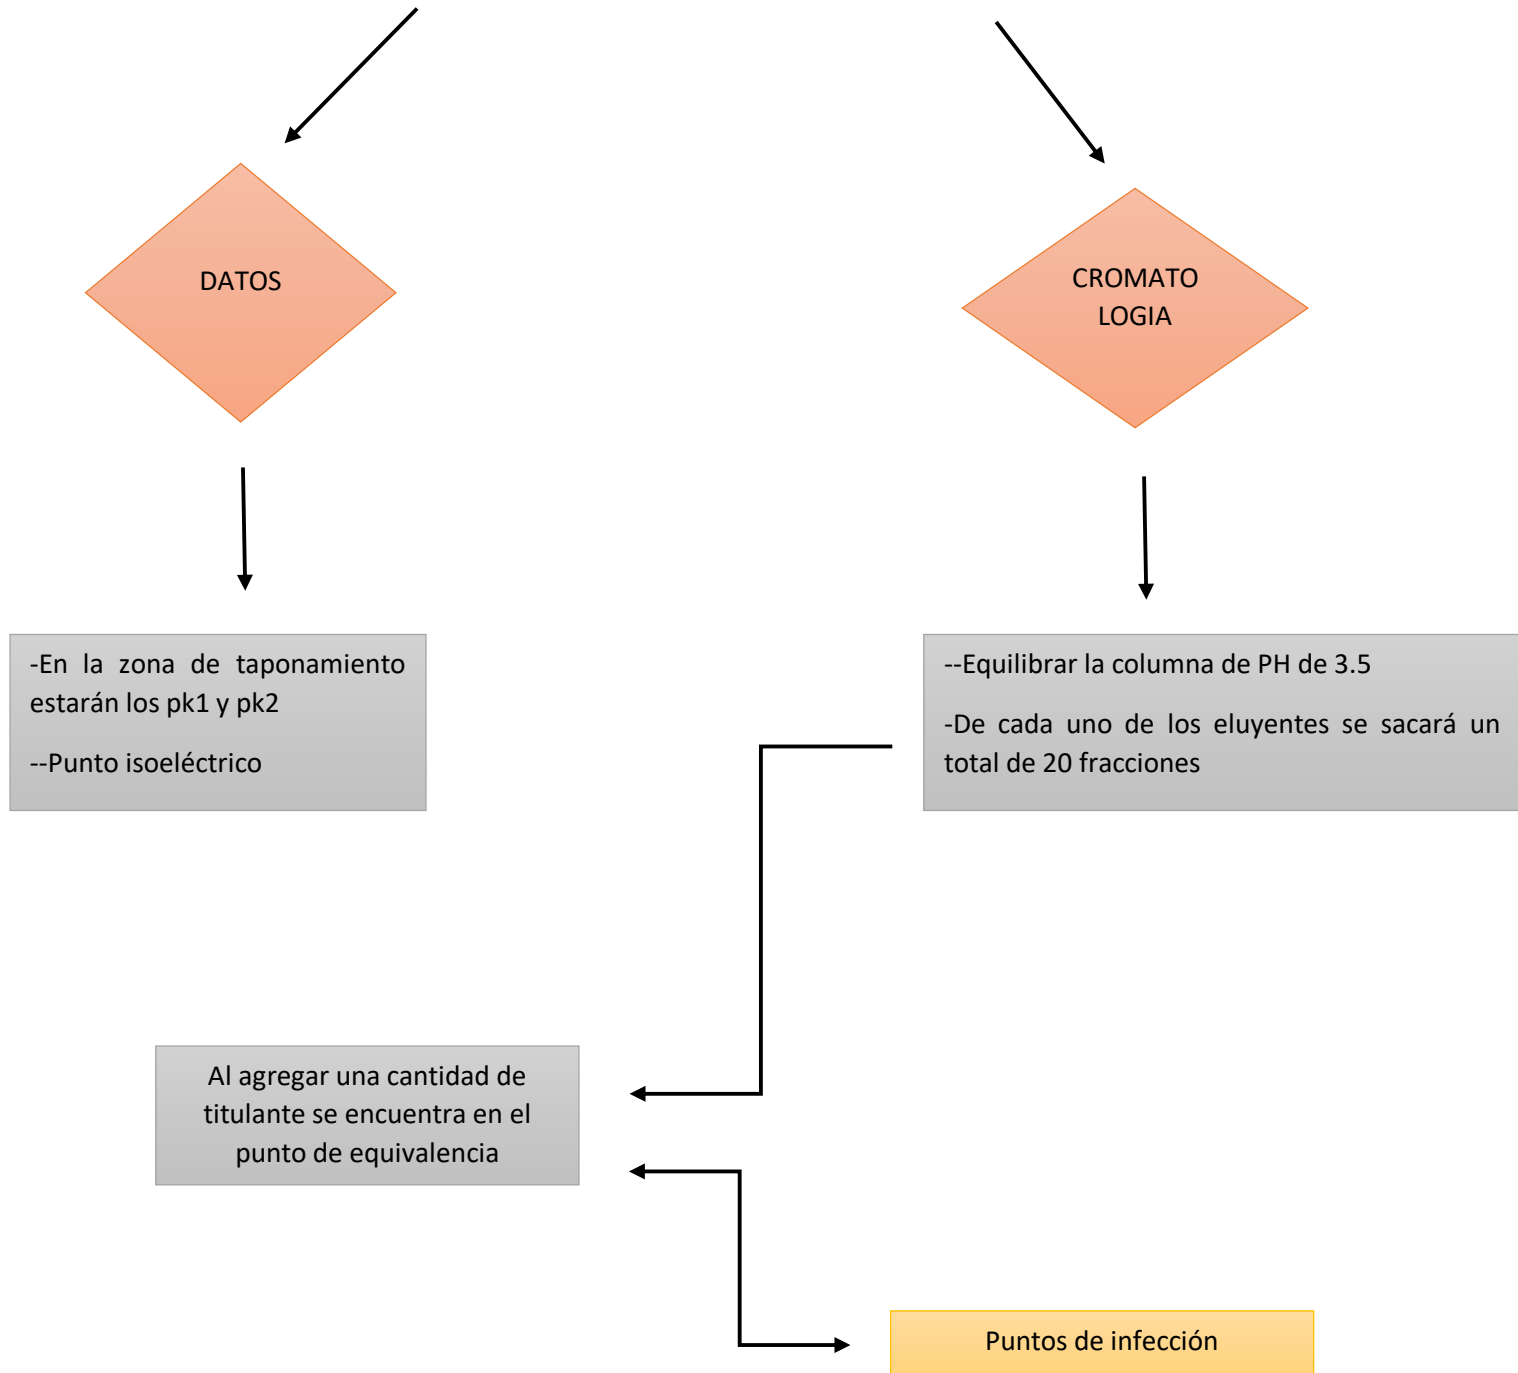 DATOS
CROMATO
LOGIA
-En la zona de taponamiento
estarán los pk1 y pk2
--Punto isoeléctrico
--Equilibrar la columna de PH de 3.5
-De cada uno de los eluyentes se sacará un
total de 20 fracciones
Al agregar una cantidad de
titulante se encuentra en el
punto de equivalencia
Puntos de infección